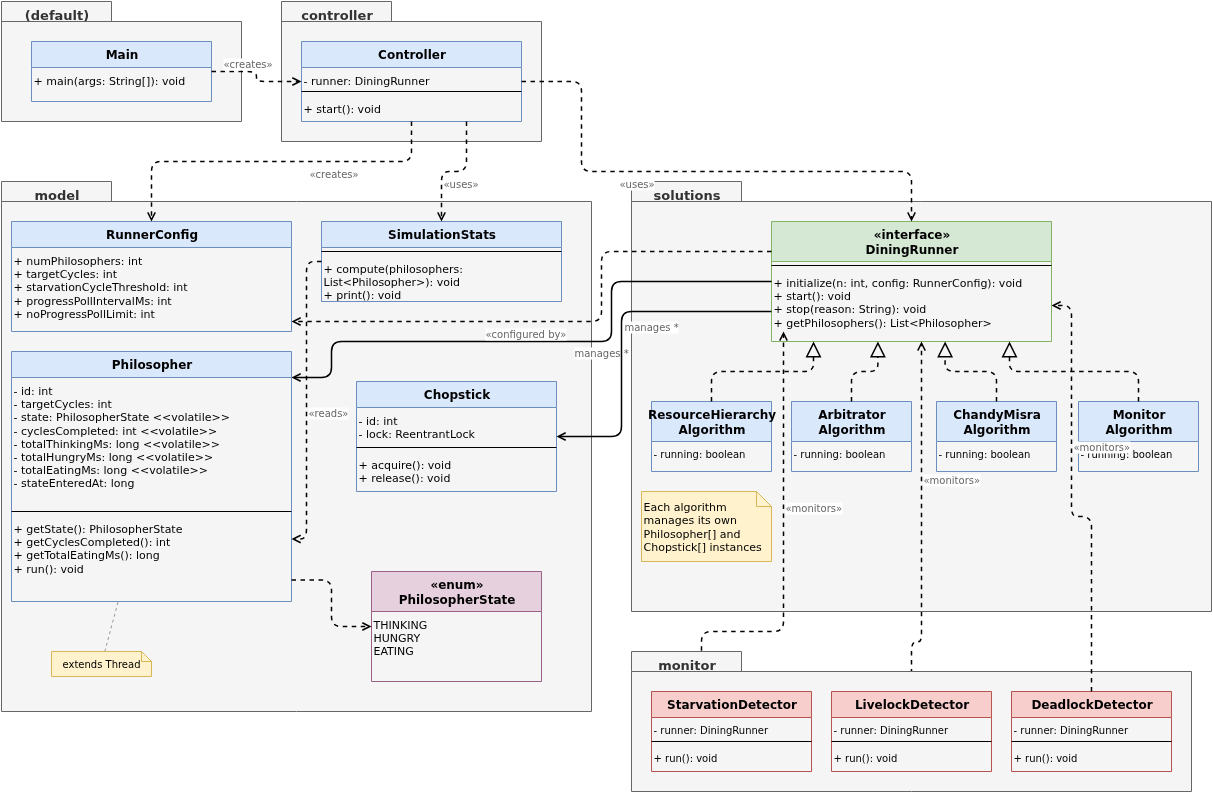 (default)
Main
+ main(args: String[]): void
«creates»
controller
Controller
- runner: DiningRunner
+ start(): void
«creates»
«uses»
«uses»
model
RunnerConfig
+ numPhilosophers: int
+ targetCycles: int
+ starvationCycleThreshold: int
+ progressPollIntervalMs: int
+ noProgressPollLimit: int
SimulationStats
+ compute(philosophers:
List<Philosopher>): void
+ print(): void
«configured by»
manages *
manages *
Philosopher
- id: int
- targetCycles: int
- state: PhilosopherState <<volatile>>
- cyclesCompleted: int <<volatile>>
- totalThinkingMs: long <<volatile>>
- totalHungryMs: long <<volatile>>
- totalEatingMs: long <<volatile>>
- stateEnteredAt: long
+ getState(): PhilosopherState
+ getCyclesCompleted(): int
+ getTotalEatingMs(): long
+ run(): void
extends Thread
«reads»
Chopstick
- id: int
- lock: ReentrantLock
+ acquire(): void
+ release(): void
«enum»
PhilosopherState
THINKING
HUNGRY
EATING
solutions
«interface»
DiningRunner
+ initialize(n: int, config: RunnerConfig): void
+ start(): void
+ stop(reason: String): void
+ getPhilosophers(): List<Philosopher>
ResourceHierarchy
Algorithm
- running: boolean
Arbitrator
Algorithm
- running: boolean
ChandyMisra
Algorithm
- running: boolean
Monitor
Algorithm
- running: boolean
«monitors»
«monitors»
«monitors»
Each algorithm
manages its own
Philosopher[] and
Chopstick[] instances
monitor
StarvationDetector
- runner: DiningRunner
+ run(): void
LivelockDetector
- runner: DiningRunner
+ run(): void
DeadlockDetector
- runner: DiningRunner
+ run(): void